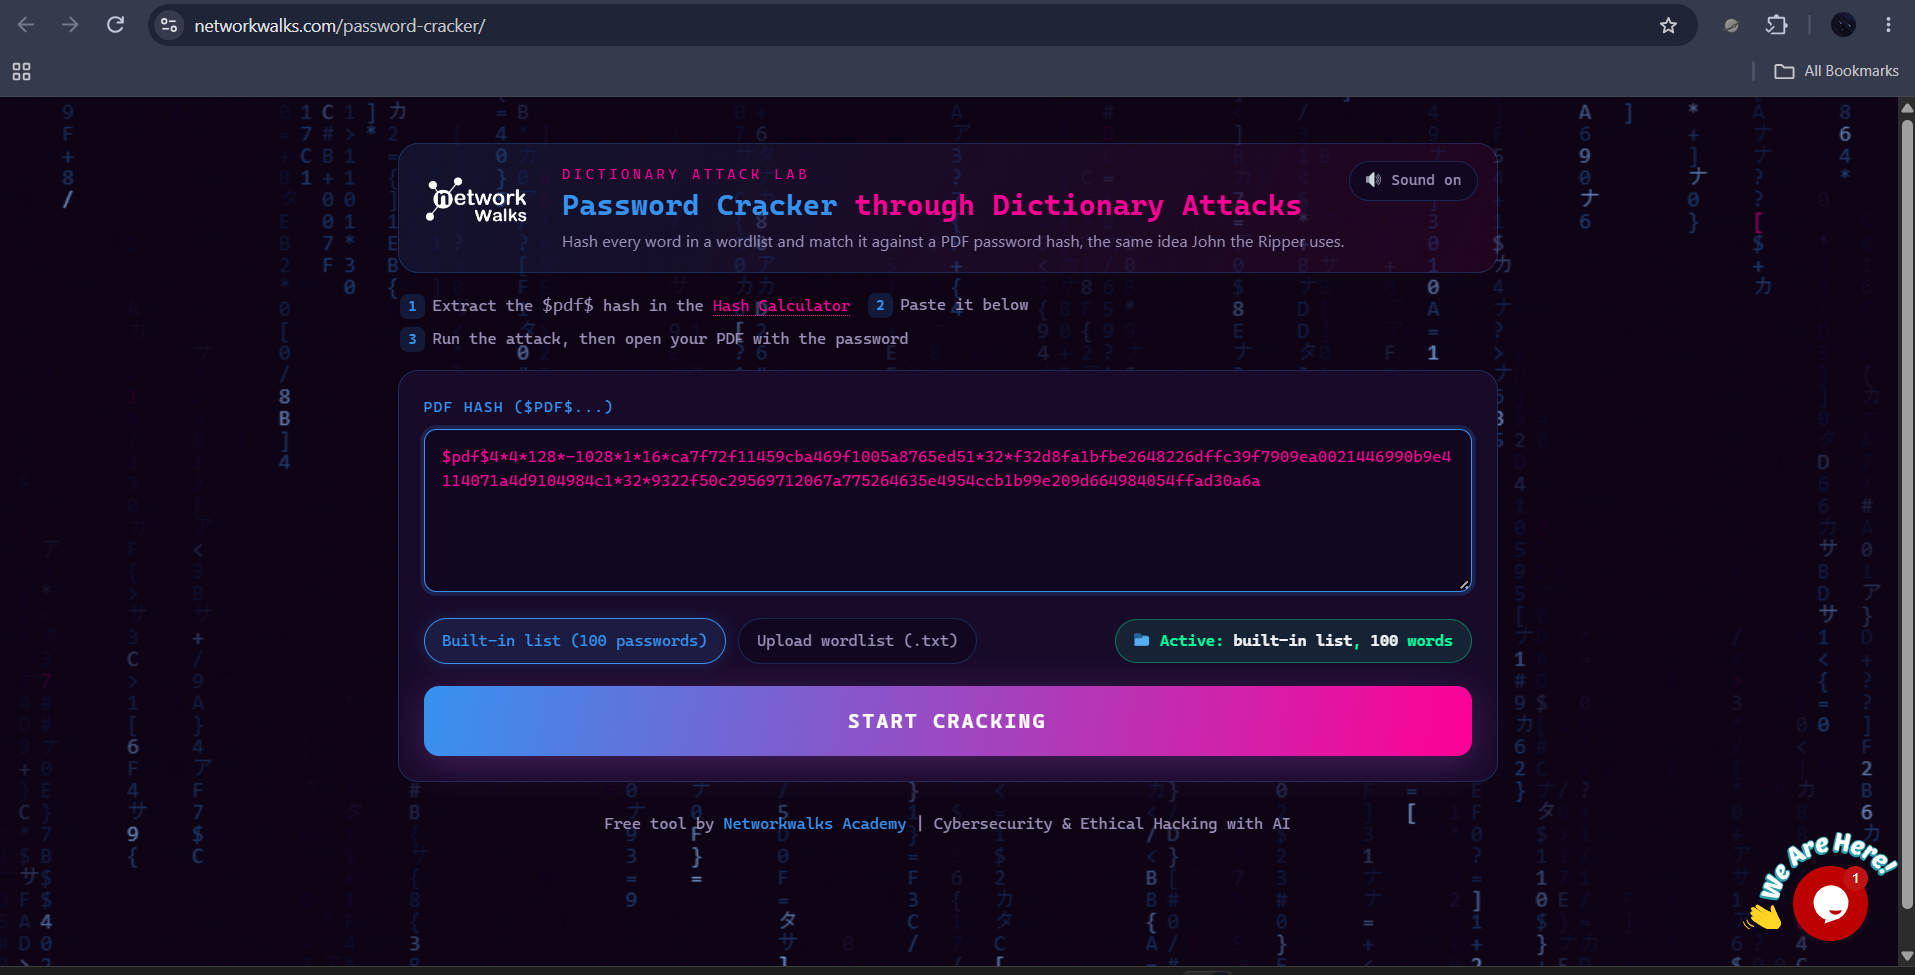 networkwalks.com/password-cracker/
All Bookmarks
network
Walks
DICTIONARY ATTACK LAB
Password Cracker through Dictionary Attacks
Hash every word in a wordlist and match it against a PDF password hash, the same idea John the Ripper uses.
Sound on
1 Extract the $pdf$ hash in the Hash Calculator 2 Paste it below
3 Run the attack, then open your PDF with the password
PDF HASH ($PDF$...)
$pdf$4*4*128*-1028*1*16*ca7f72f11459cba469f1005a8765ed51*32*f32d8fa1bfbe2648226dffc39f7909ea0021446990b9e4
114071a4d9104984c1*32*9322f50c29569712067a775264635e4954ccb1b99e209d664984054ffad30a6a
Built-in list (100 passwords)
Upload wordlist (.txt)
Active: built-in list, 100 words
START CRACKING
Free tool by Networkwalks Academy | Cybersecurity & Ethical Hacking with AI
We Are Here!
1